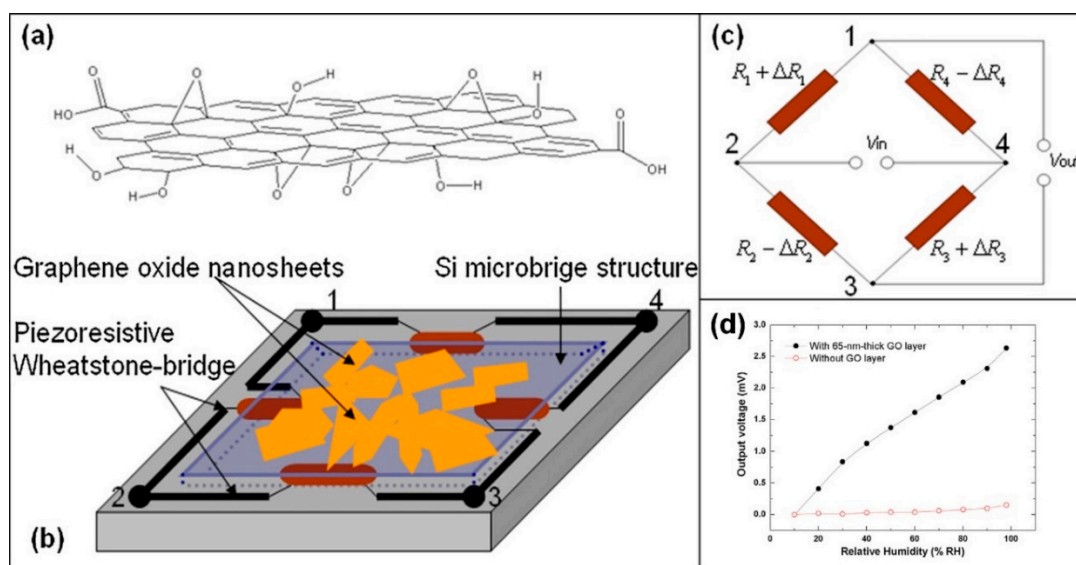 (a)
O
HO
O
O
H
O
H
O
O
OH
H
O
H
O
O
O
H
O
Graphene oxide nanosheets
Si microbrige structure
Piezoresistive
Wheatstone-bridge
1
4
2
3
(b)
(c)
1
R₁ + ΔR₁
R₄ − ΔR₄
2
Vin
4
Vout
R₂ − ΔR₂
R₃ + ΔR₃
3
(d)
With 65-nm-thick GO layer
Without GO layer
Output voltage (mV)
3.0
2.5
2.0
1.5
1.0
0.5
0.0
20
40
60
80
100
Relative Humidity (% RH)